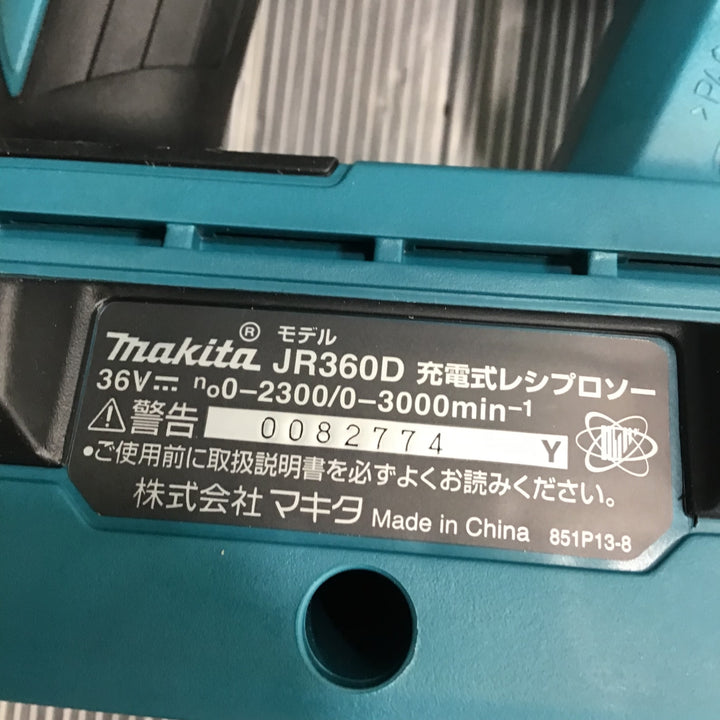 makita® モデル JR360D 充電式レシプロソー
36V⎓ n₀0-2300/0-3000min⁻¹
⚠警告 0082774 Y
•ご使用前に取扱説明書を必ずよくお読みください。
株式会社 マキタ Made in China 851P13-8